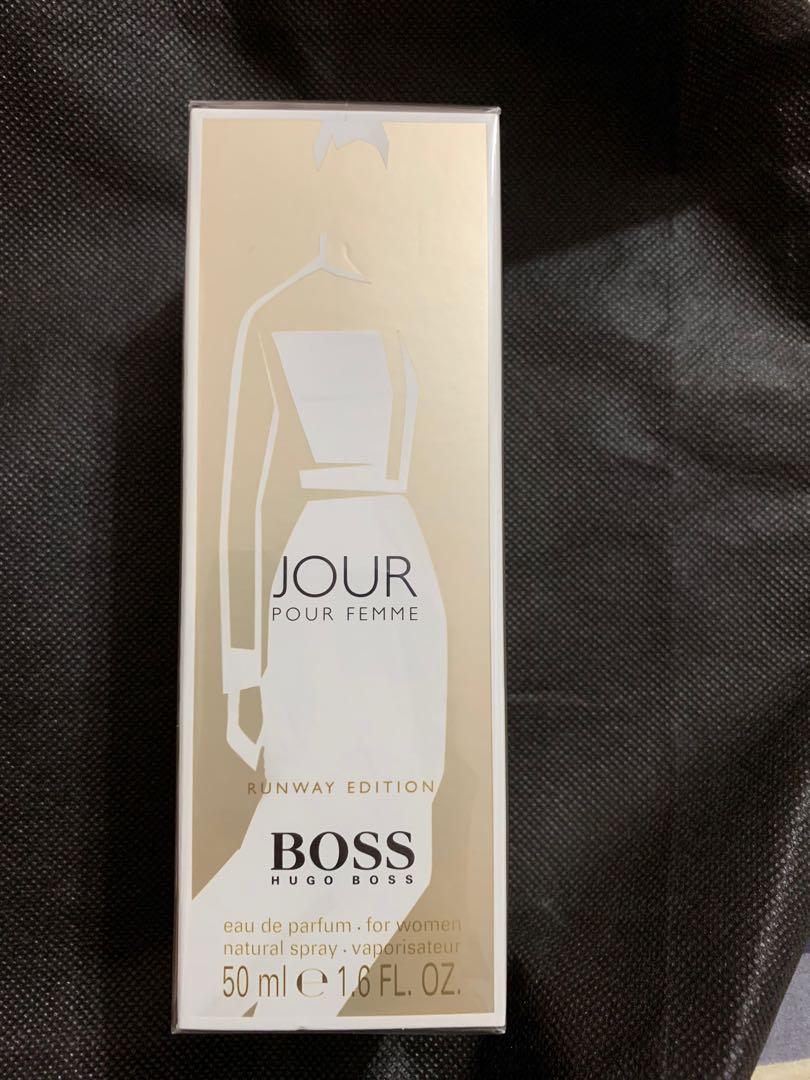 JOUR
POUR FEMME
RUNWAY EDITION
BOSS
HUGO BOSS
eau de parfum · for women
natural spray · vaporisateur
50 ml ℮ 1.6 FL. OZ.